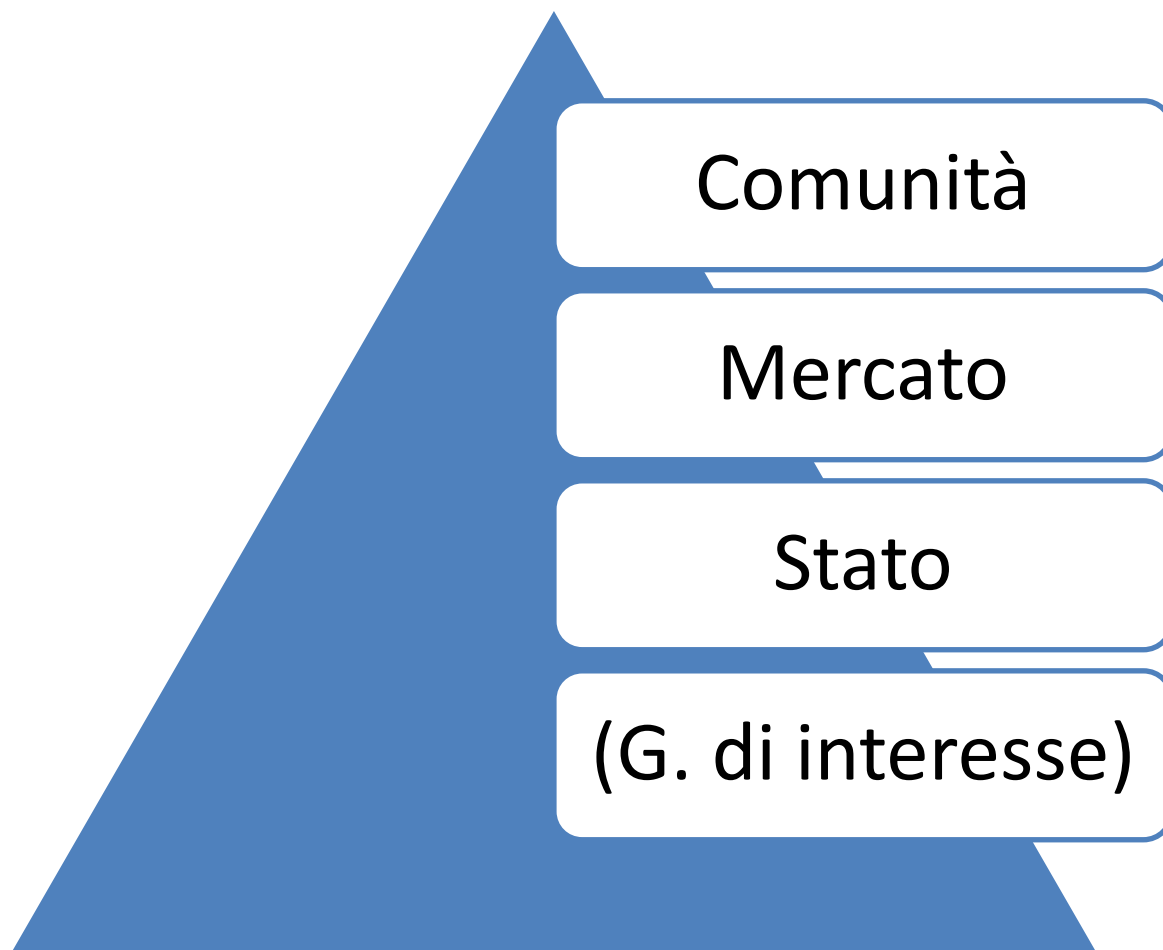 Comunità
Mercato
Stato
(G. di interesse)